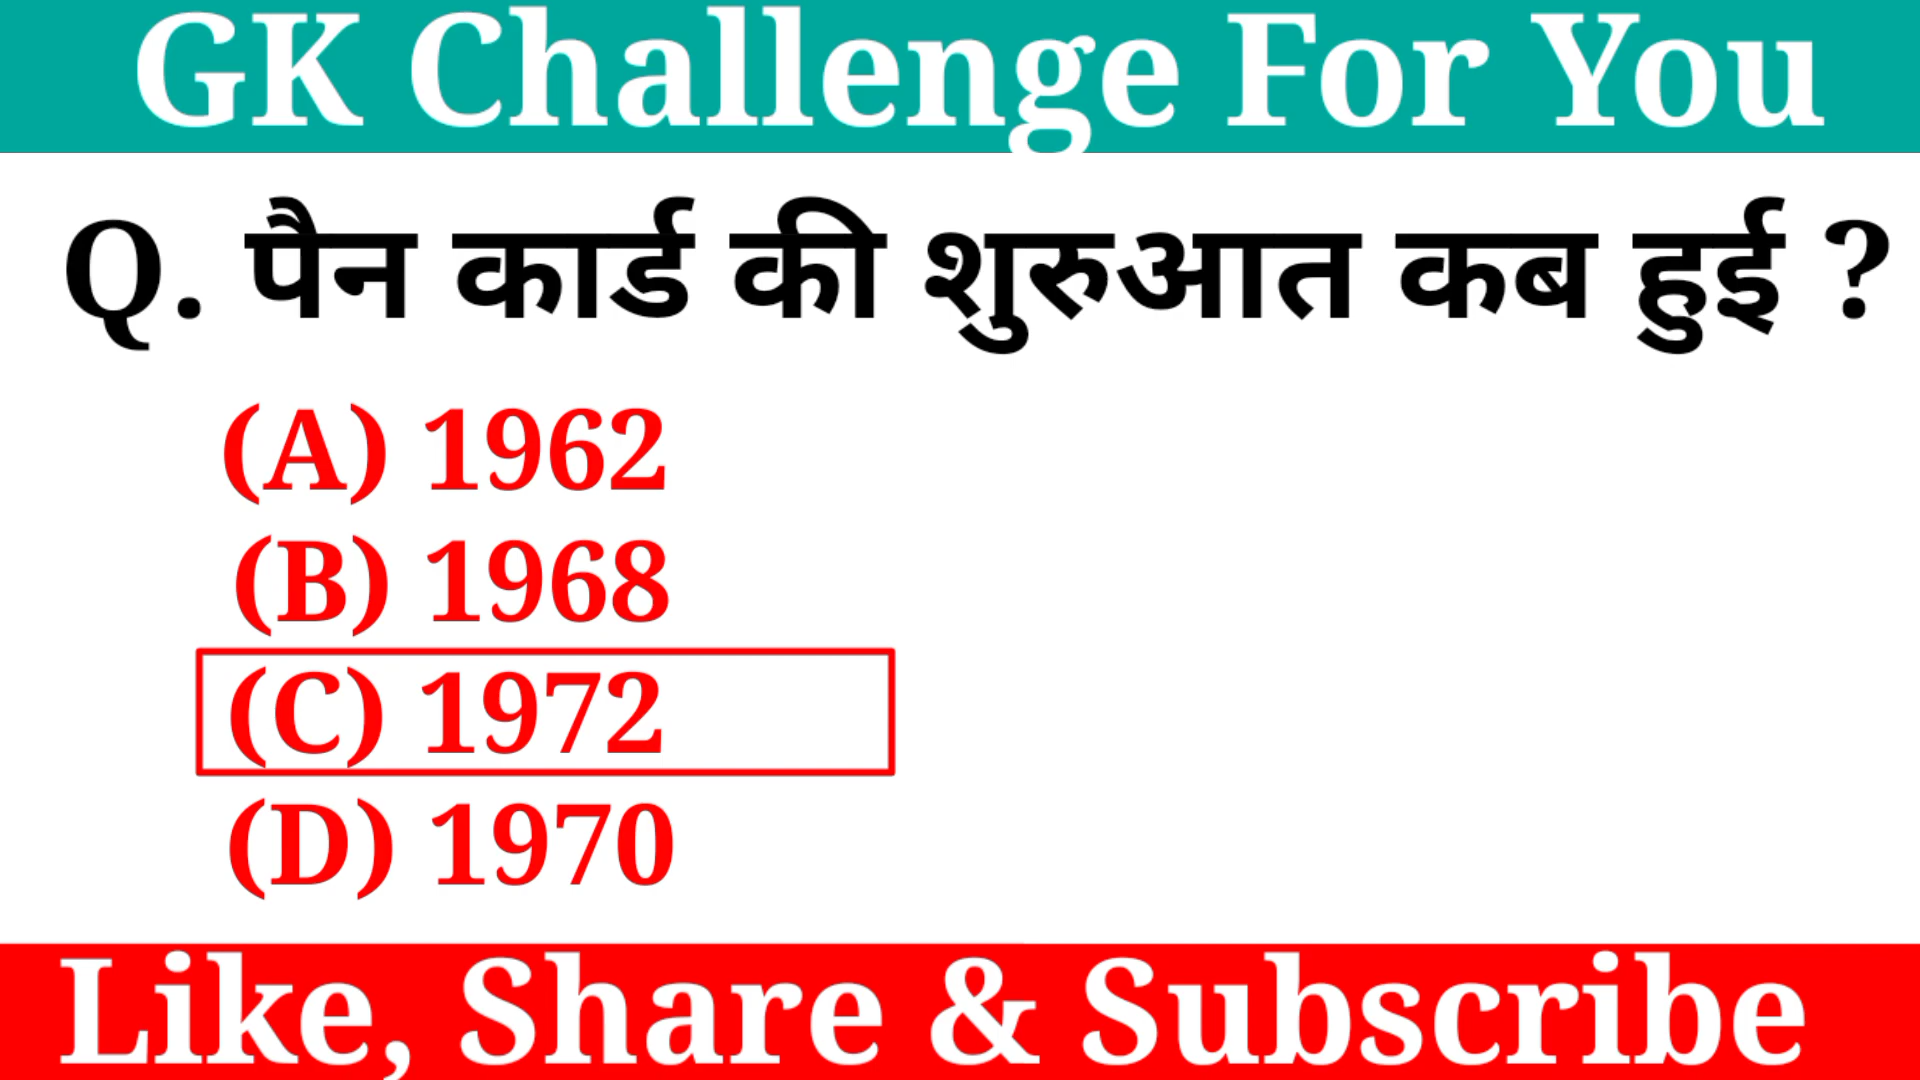 GK Challenge For You
Q. पैन कार्ड की शुरुआत कब हुई ?
(A) 1962
(B) 1968
(C) 1972
(D) 1970
Like, Share & Subscribe